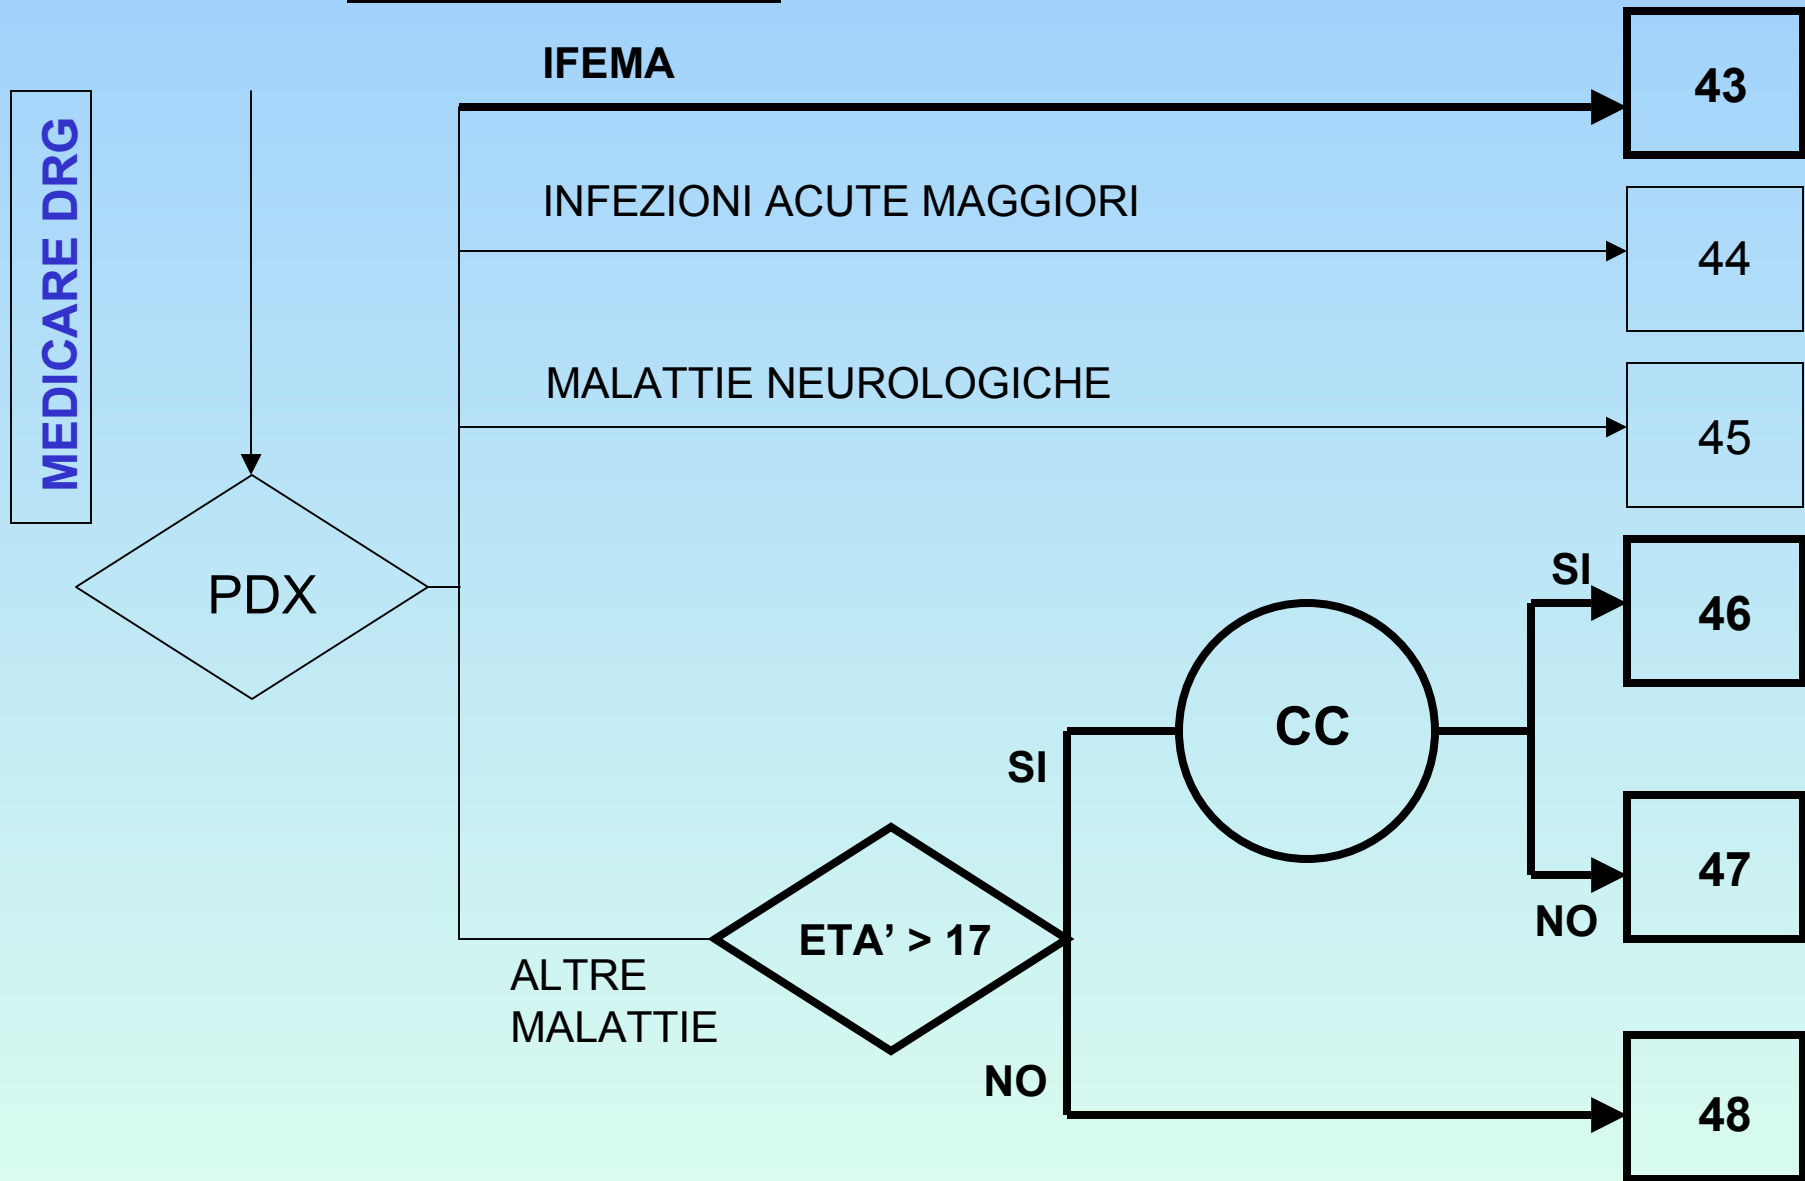 MEDICARE DRG
IFEMA
43
INFEZIONI ACUTE MAGGIORI
44
MALATTIE NEUROLOGICHE
45
PDX
SI
46
CC
SI
47
NO
ETA’ > 17
ALTRE
MALATTIE
NO
48